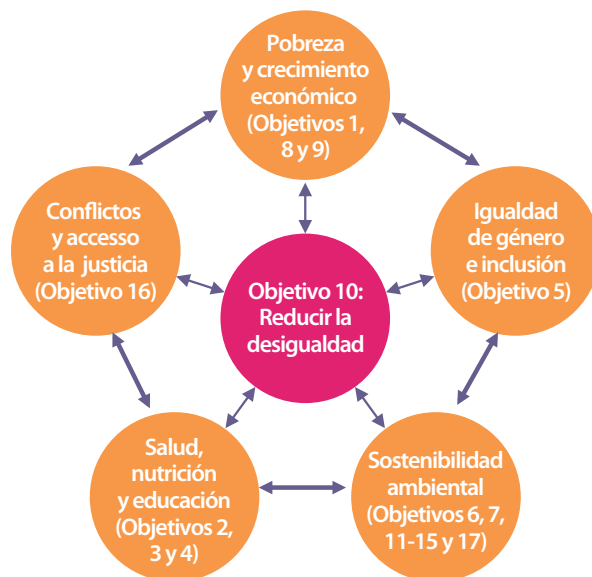 Pobreza
y crecimiento
económico
(Objetivos 1,
8 y 9)
Conflictos
y accesso
a la justicia
(Objetivo 16)
Igualdad
de género
e inclusión
(Objetivo 5)
Objetivo 10:
Reducir la
desigualdad
Salud,
nutrición
y educación
(Objetivos 2,
3 y 4)
Sostenibilidad
ambiental
(Objetivos 6, 7,
11-15 y 17)